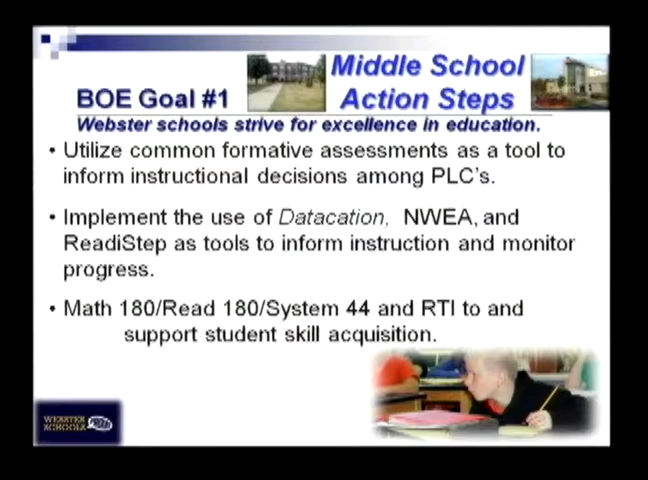 Middle School
BOE Goal #1 Action Steps
Webster schools strive for excellence in education.
• Utilize common formative assessments as a tool to
inform instructional decisions among PLC's.
• Implement the use of Datacation, NWEA, and
ReadiStep as tools to inform instruction and monitor
progress.
• Math 180/Read 180/System 44 and RTI to and
support student skill acquisition.
WEBSTER
SCHOOLS